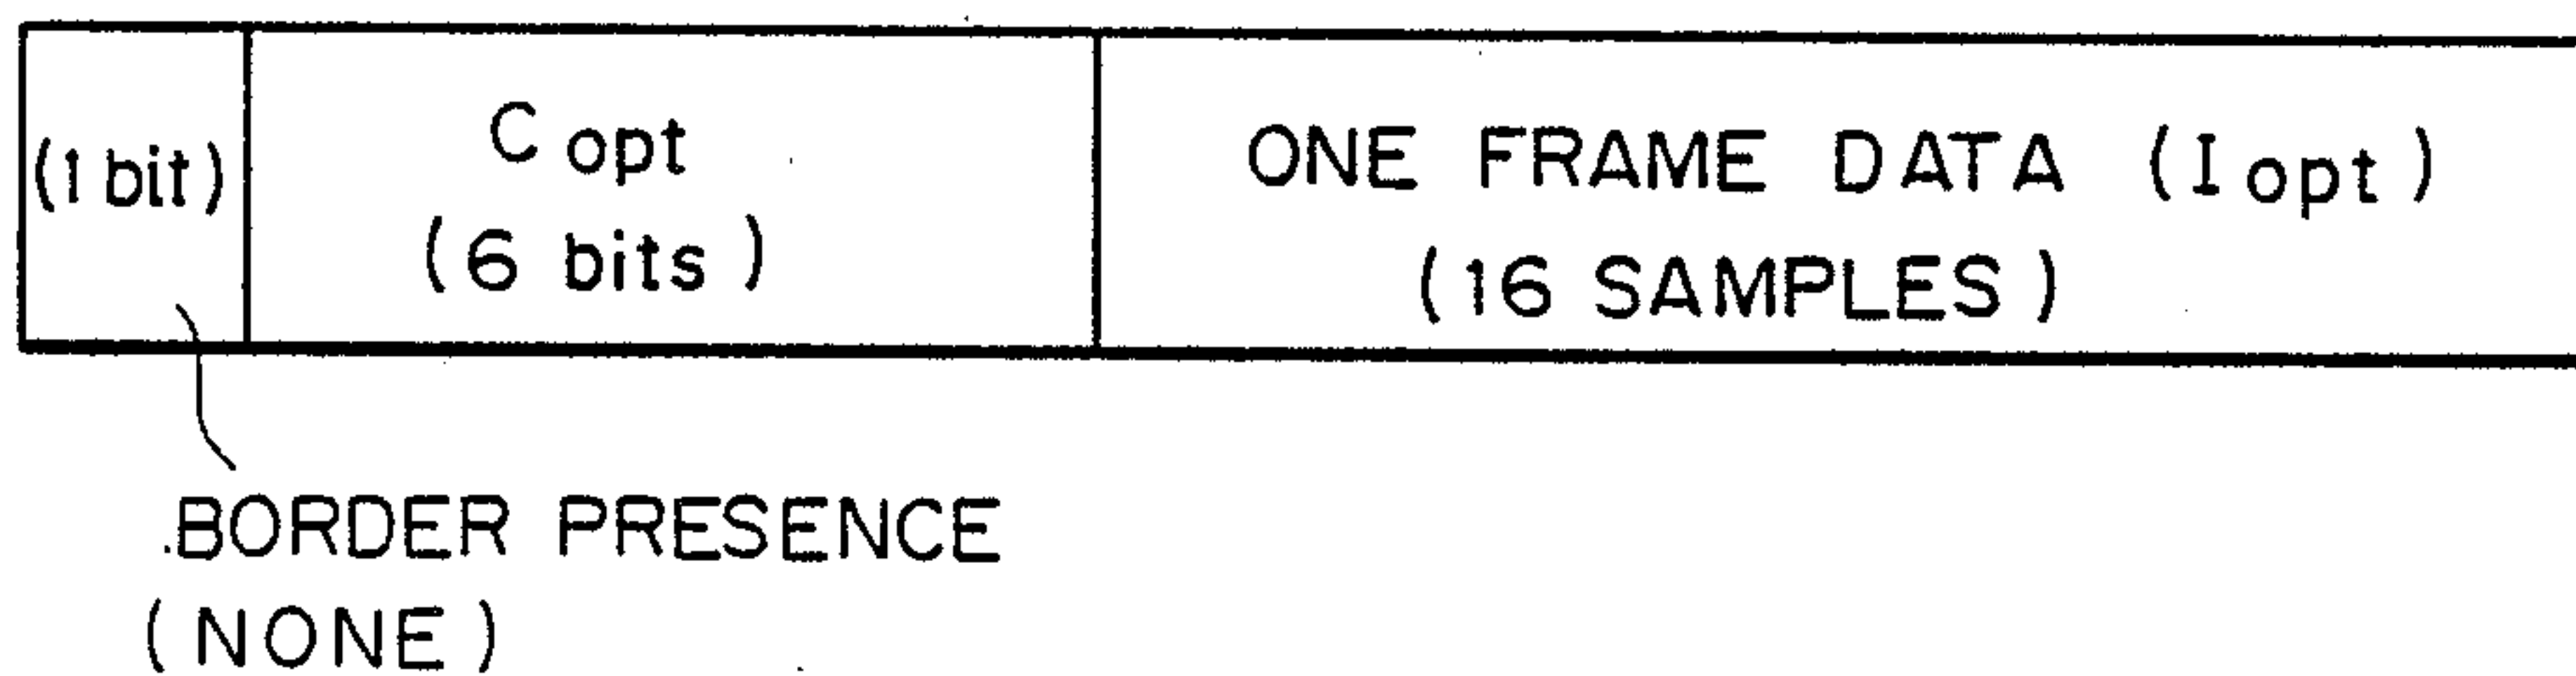 (1 bit)
C opt
(6 bits)
ONE FRAME DATA (I opt)
(16 SAMPLES)
BORDER PRESENCE
(NONE)